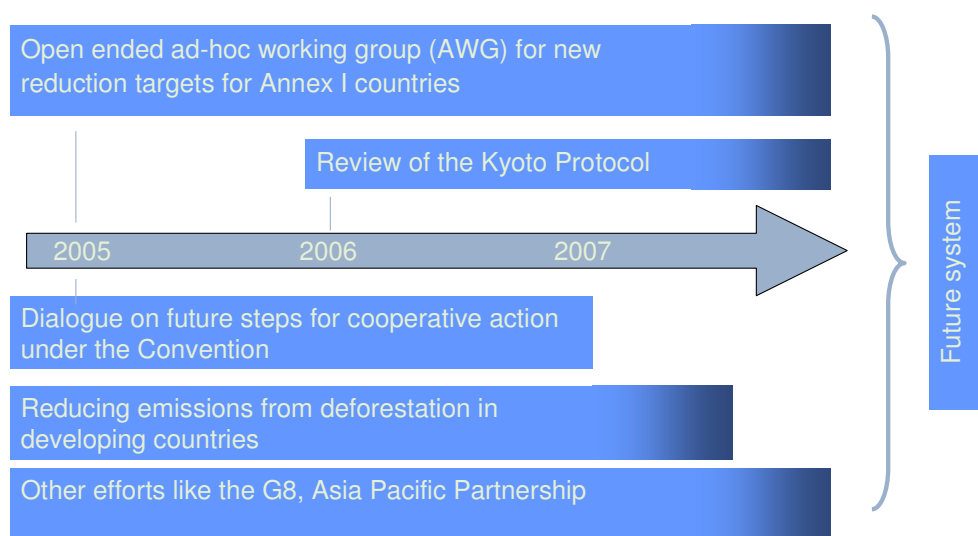 Open ended ad-hoc working group (AWG) for new
reduction targets for Annex I countries
Review of the Kyoto Protocol
2005 2006 2007
Dialogue on future steps for cooperative action
under the Convention
Reducing emissions from deforestation in
developing countries
Other efforts like the G8, Asia Pacific Partnership
Future system